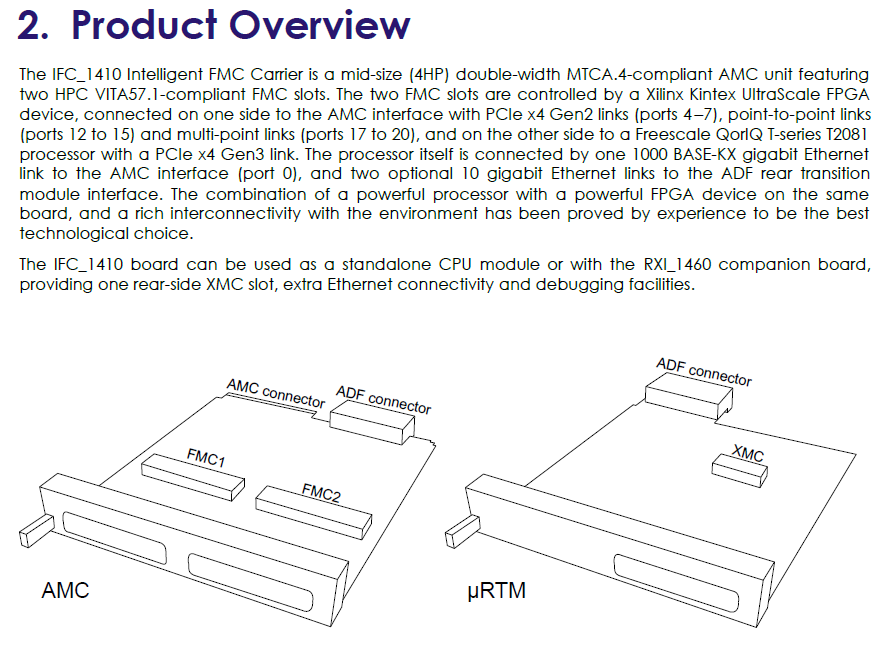 2. Product Overview
The IFC_1410 Intelligent FMC Carrier is a mid-size (4HP) double-width MTCA.4-compliant AMC unit featuring
two HPC VITA57.1-compliant FMC slots. The two FMC slots are controlled by a Xilinx Kintex UltraScale FPGA
device, connected on one side to the AMC interface with PCIe x4 Gen2 links (ports 4–7), point-to-point links
(ports 12 to 15) and multi-point links (ports 17 to 20), and on the other side to a Freescale QorIQ T-series T2081
processor with a PCIe x4 Gen3 link. The processor itself is connected by one 1000 BASE-KX gigabit Ethernet
link to the AMC interface (port 0), and two optional 10 gigabit Ethernet links to the ADF rear transition
module interface. The combination of a powerful processor with a powerful FPGA device on the same
board, and a rich interconnectivity with the environment has been proved by experience to be the best
technological choice.
The IFC_1410 board can be used as a standalone CPU module or with the RXI_1460 companion board,
providing one rear-side XMC slot, extra Ethernet connectivity and debugging facilities.
AMC connector
ADF connector
FMC1
FMC2
AMC
ADF connector
XMC
µRTM